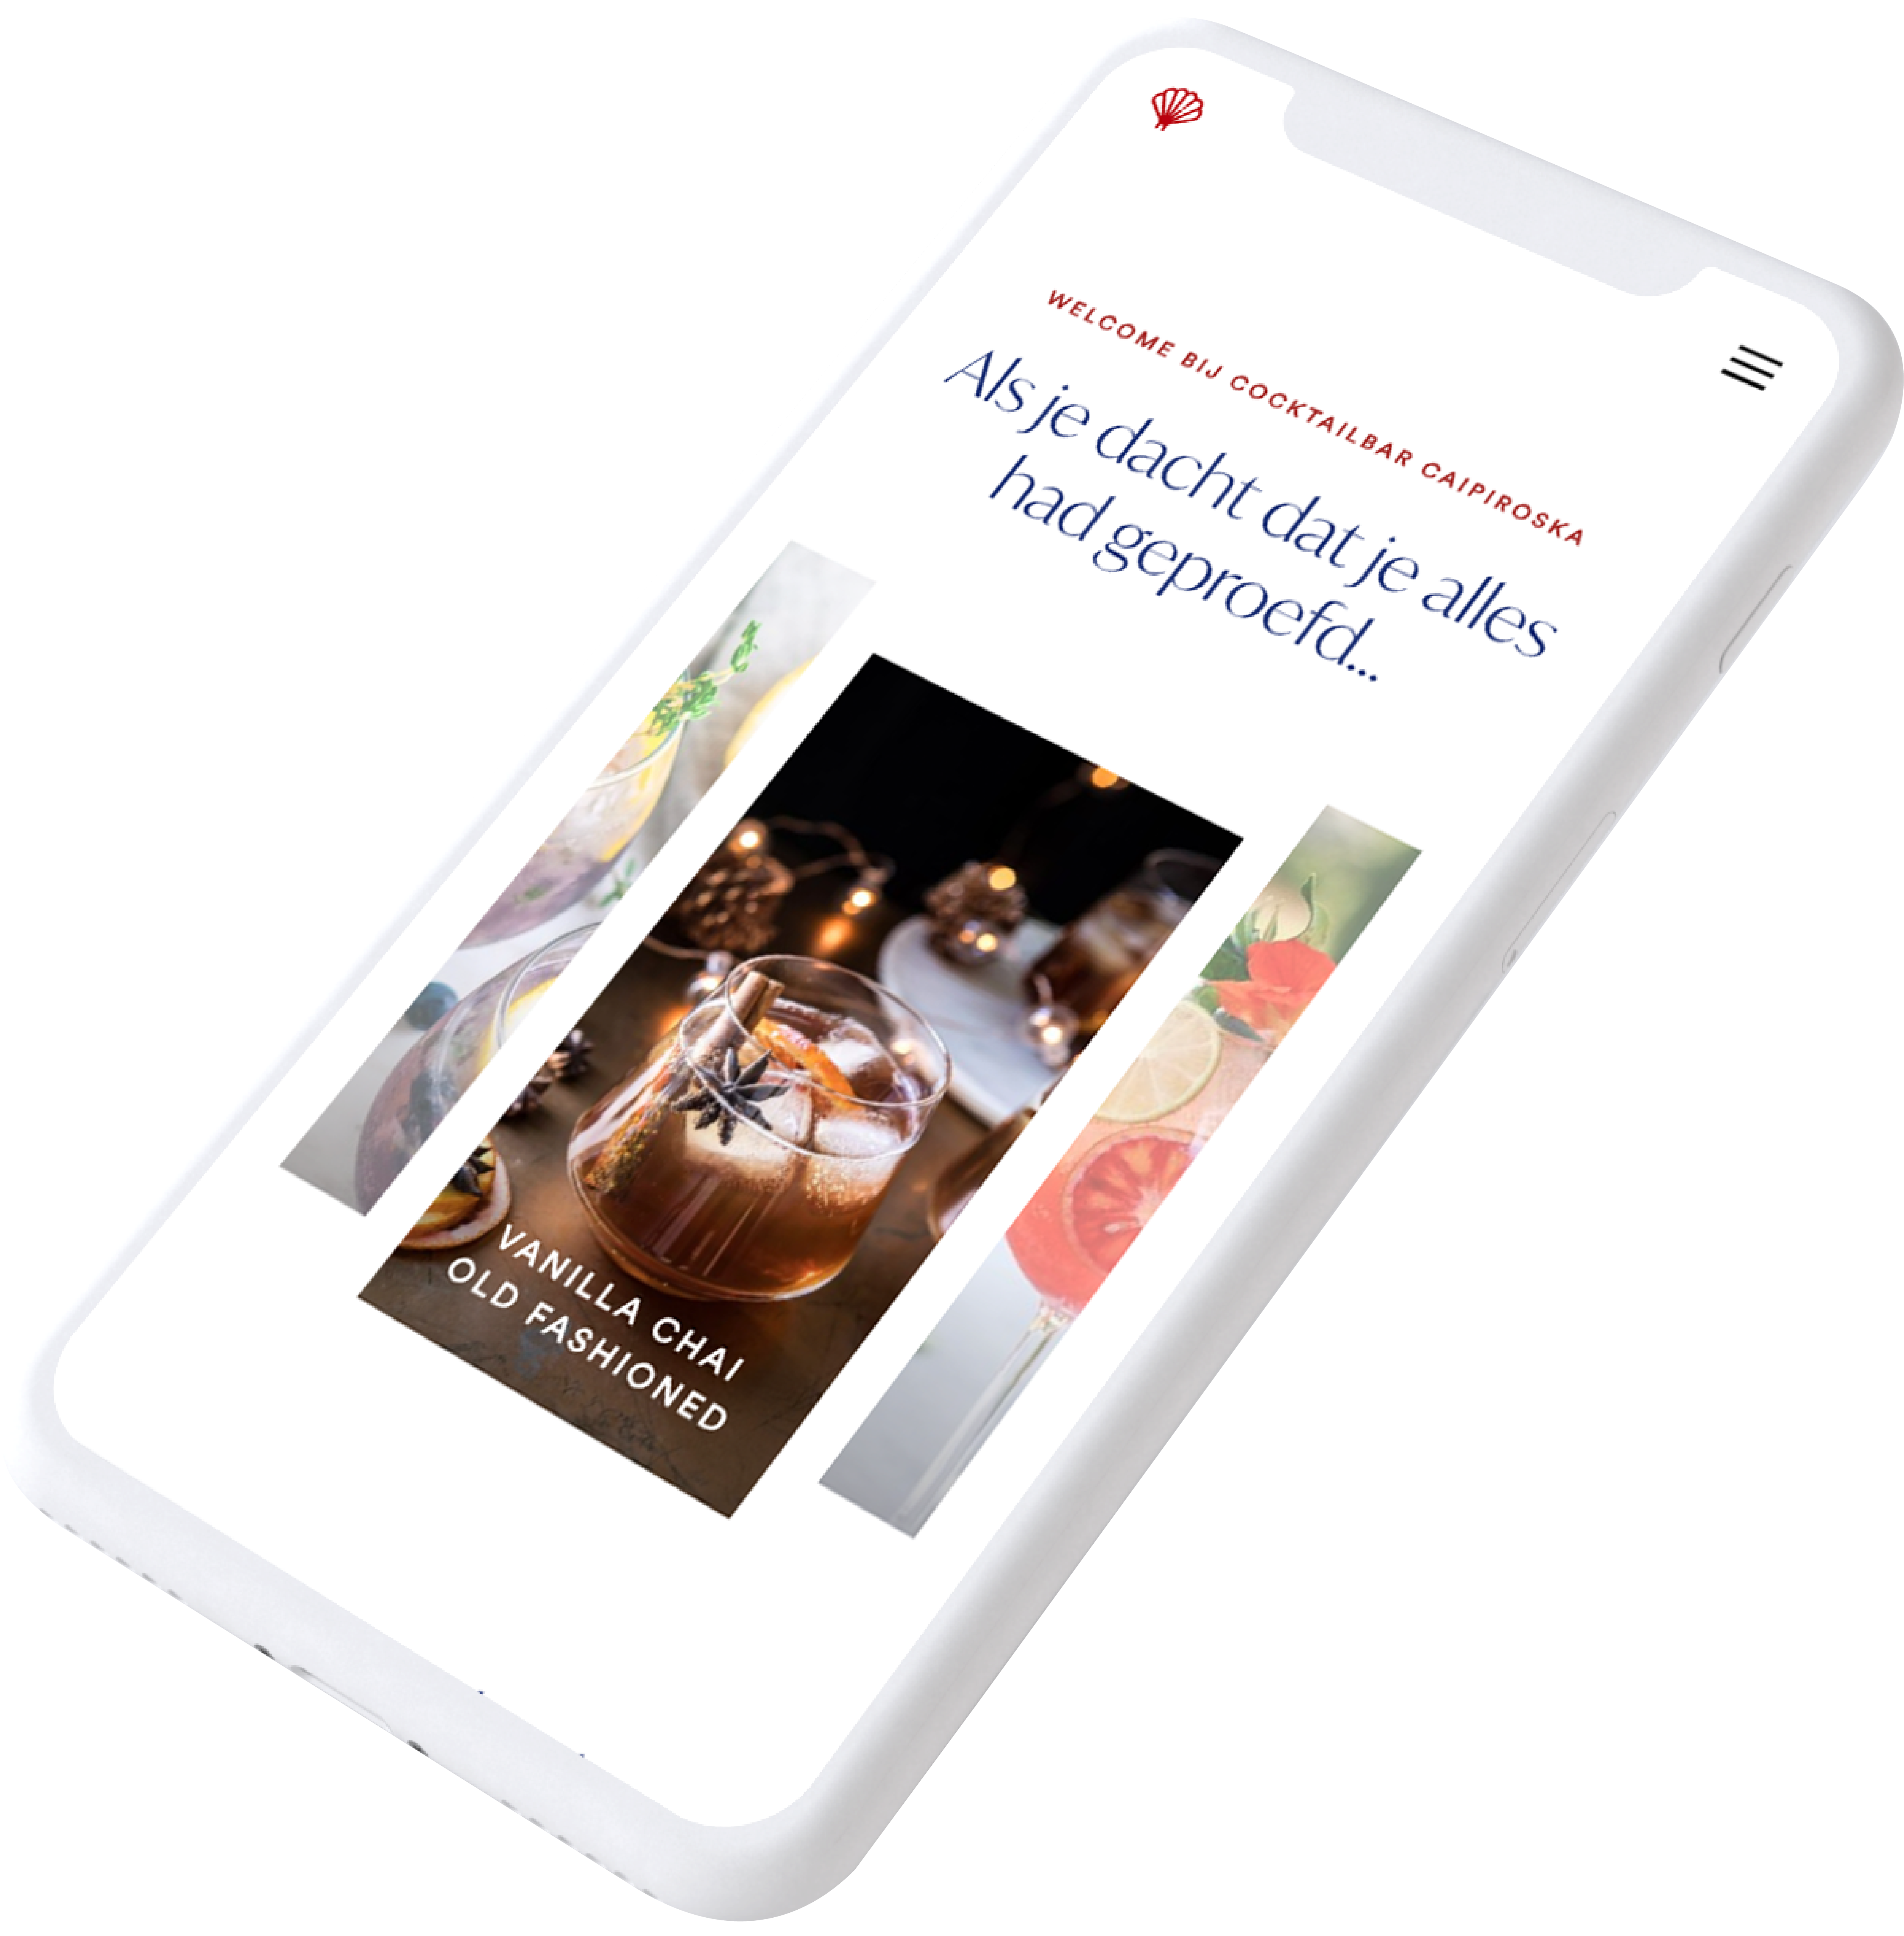 WELCOME BIJ COCKTAILBAR CAIPIROSKA
Als je dacht dat je alles
had geproefd...
VANILLA CHAI
OLD FASHIONED